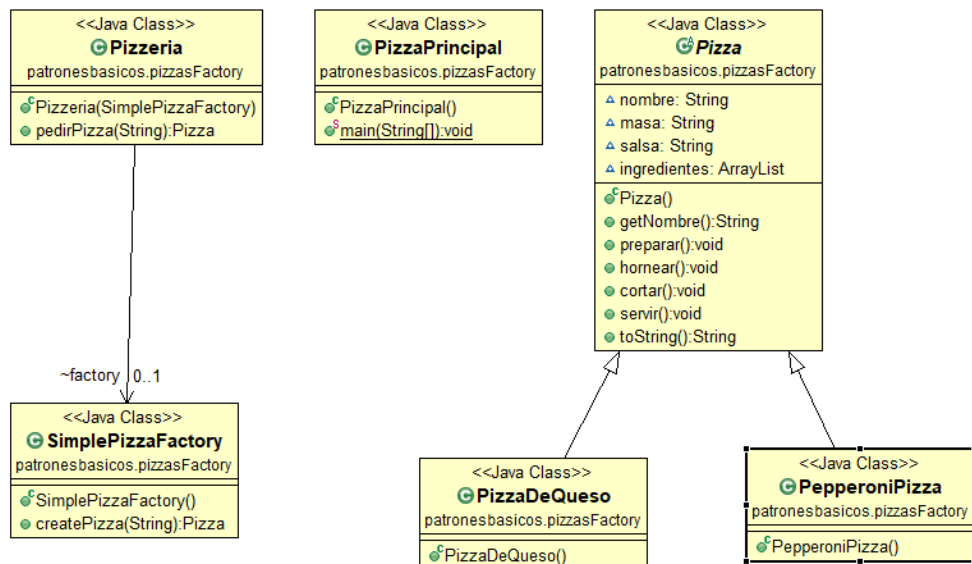 <<Java Class>>
Pizzeria
patronesbasicos.pizzasFactory
Pizzeria(SimplePizzaFactory)
pedirPizza(String):Pizza
<<Java Class>>
PizzaPrincipal
patronesbasicos.pizzasFactory
PizzaPrincipal()
main(String[]):void
<<Java Class>>
Pizza
patronesbasicos.pizzasFactory
nombre: String
masa: String
salsa: String
ingredientes: ArrayList
Pizza()
getNombre():String
preparar():void
hornear():void
cortar():void
servir():void
toString():String
~factory 0..1
<<Java Class>>
SimplePizzaFactory
patronesbasicos.pizzasFactory
SimplePizzaFactory()
createPizza(String):Pizza
<<Java Class>>
PizzaDeQueso
patronesbasicos.pizzasFactory
PizzaDeQueso()
<<Java Class>>
PepperoniPizza
patronesbasicos.pizzasFactory
PepperoniPizza()